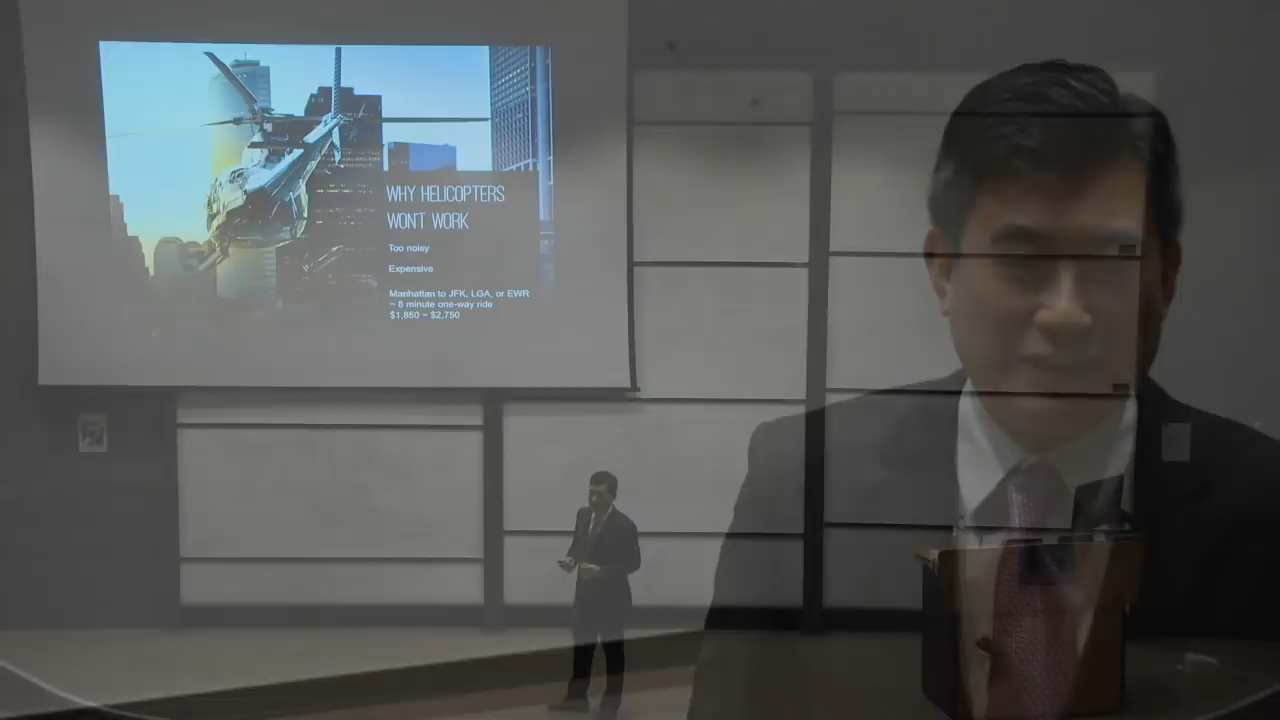 WHY HELICOPTERS
WON'T WORK
Too noisy
Expensive
Manhattan to JFK, LGA, or EWR
~ 8 minute one-way ride
$1,850 ~ $2,750